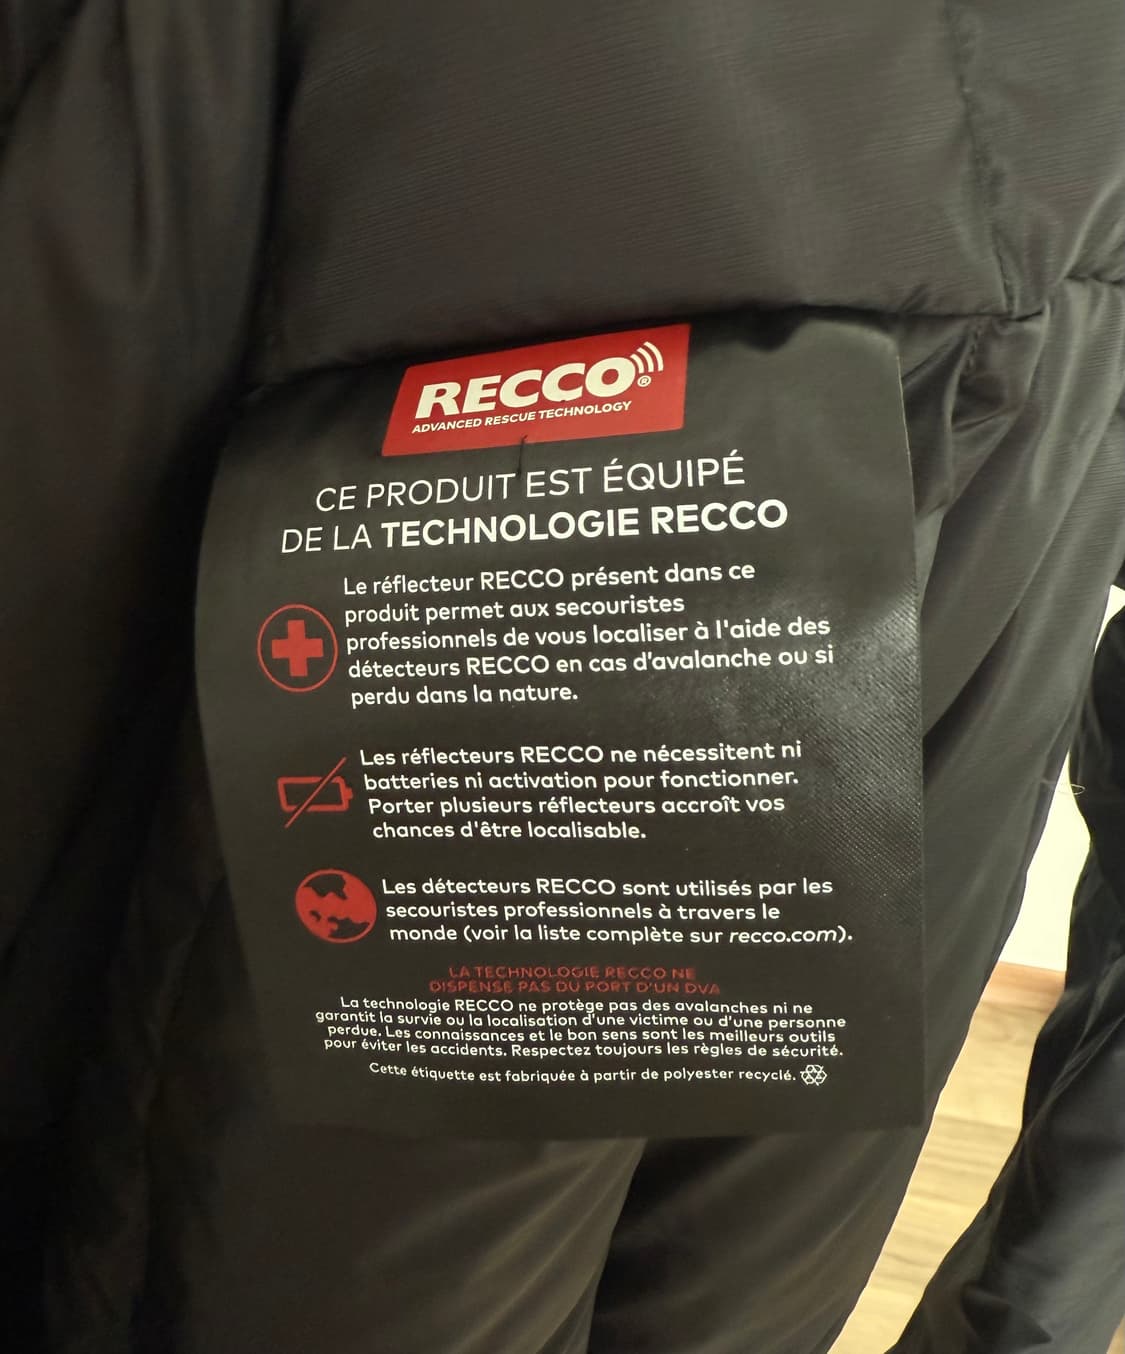 RECCO®
ADVANCED RESCUE TECHNOLOGY
CE PRODUIT EST ÉQUIPÉ
DE LA TECHNOLOGIE RECCO
Le réflecteur RECCO présent dans ce
produit permet aux secouristes
professionnels de vous localiser à l'aide des
détecteurs RECCO en cas d'avalanche ou si
perdu dans la nature.
Les réflecteurs RECCO ne nécessitent ni
batteries ni activation pour fonctionner.
Porter plusieurs réflecteurs accroît vos
chances d'être localisable.
Les détecteurs RECCO sont utilisés par les
secouristes professionnels à travers le
monde (voir la liste complète sur recco.com).
LA TECHNOLOGIE RECCO NE
DISPENSE PAS DU PORT D'UN DVA
La technologie RECCO ne protège pas des avalanches ni ne
garantit la survie ou la localisation d'une victime ou d'une personne
perdue. Les connaissances et le bon sens sont les meilleurs outils
pour éviter les accidents. Respectez toujours les règles de sécurité.
Cette étiquette est fabriquée à partir de polyester recyclé.